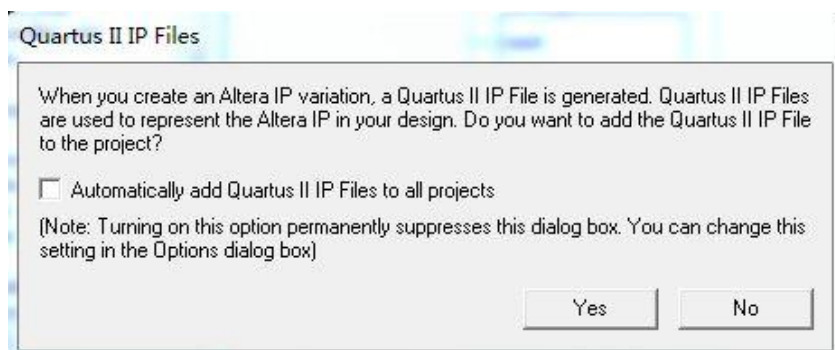 Quartus II IP Files
When you create an Altera IP variation, a Quartus II IP File is generated. Quartus II IP Files
are used to represent the Altera IP in your design. Do you want to add the Quartus II IP File
to the project?
Automatically add Quartus II IP Files to all projects
(Note: Turning on this option permanently suppresses this dialog box. You can change this
setting in the Options dialog box)
Yes No